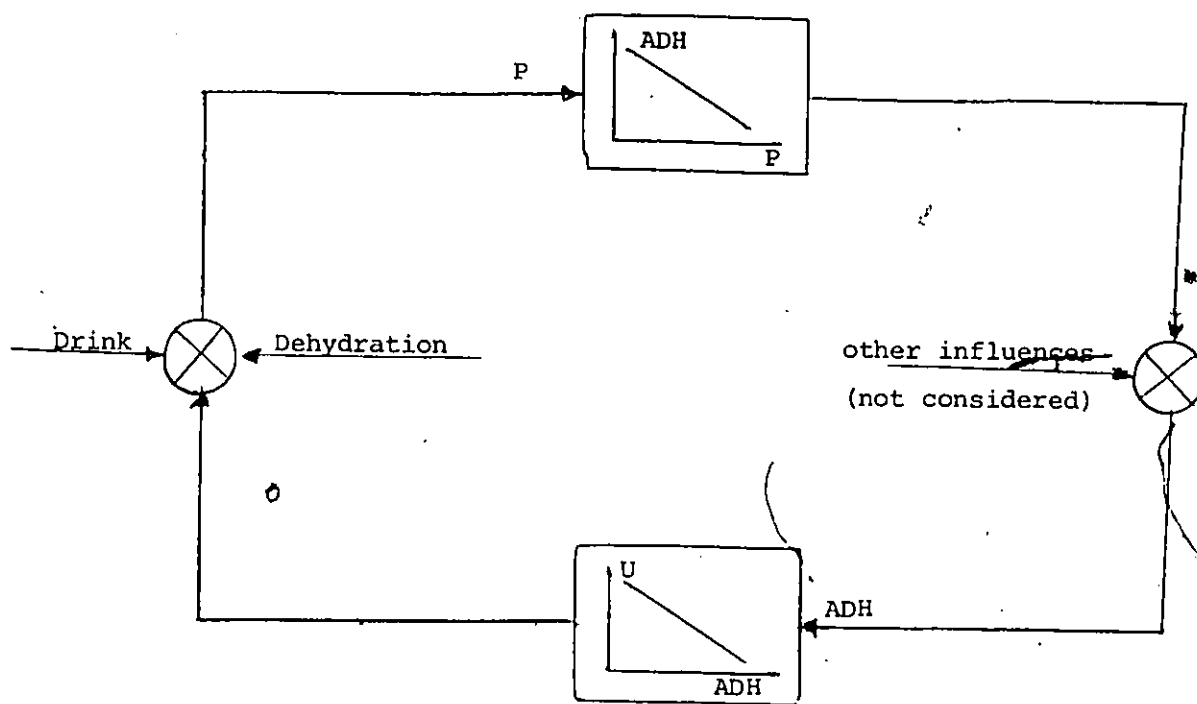 ADH
P
P
Drink
Dehydration
other influences
(not considered)
U
ADH
ADH